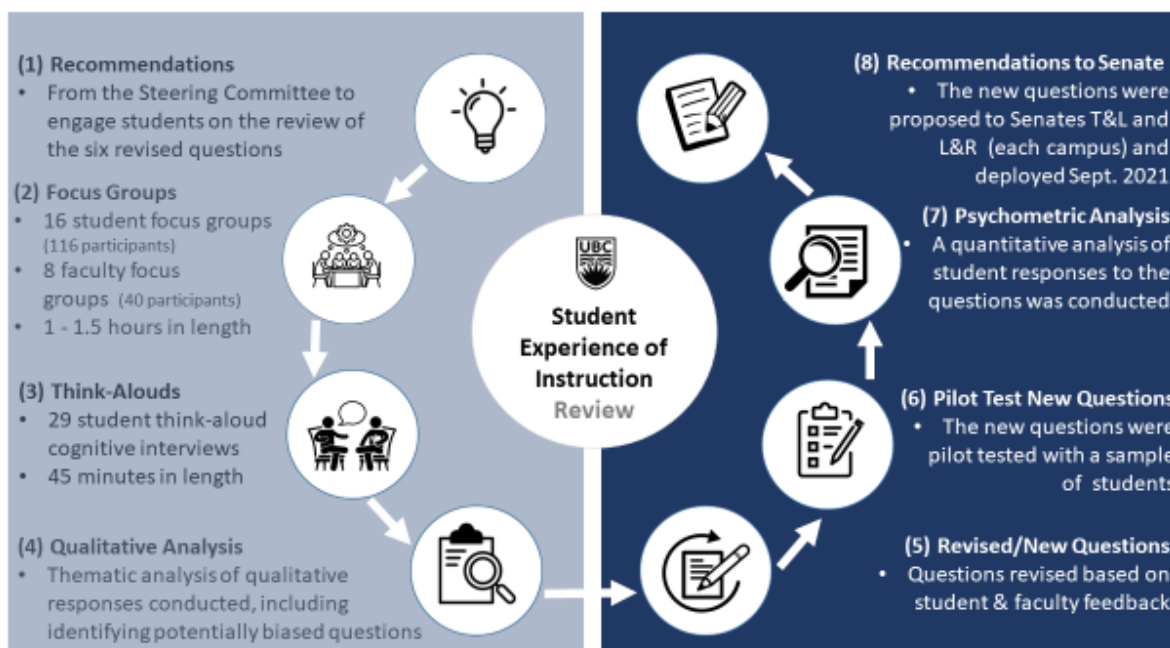 (1) Recommendations
• From the Steering Committee to
engage students on the review of
the six revised questions
(2) Focus Groups
• 16 student focus groups
(116 participants)
• 8 faculty focus
groups (40 participants)
• 1 - 1.5 hours in length
(3) Think-Alouds
• 29 student think-aloud
cognitive interviews
• 45 minutes in length
(4) Qualitative Analysis
• Thematic analysis of qualitative
responses conducted, including
identifying potentially biased questions
UBC
Student
Experience of
Instruction
Review
(5) Revised/New Questions
• Questions revised based on
student & faculty feedback
(6) Pilot Test New Questions
• The new questions were
pilot tested with a sample
of students
(7) Psychometric Analysis
• A quantitative analysis of
student responses to the
questions was conducted
(8) Recommendations to Senate
• The new questions were
proposed to Senates T&L and
L&R (each campus) and
deployed Sept. 2021